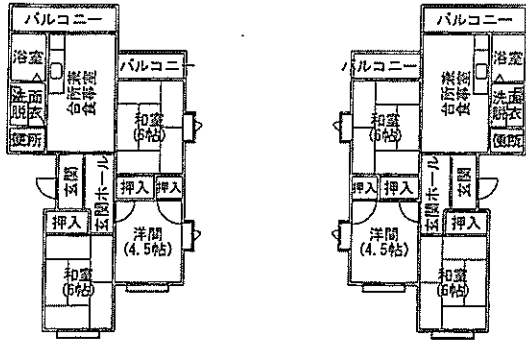 バルコニー
浴室
台所兼
食事室
洗面
脱衣
便所
バルコニー
和室
(6帖)
玄関
玄関ホール
押入
押入
押入
洋間
(4.5帖)
和室
(6帖)
バルコニー
バルコニー
台所兼
食事室
浴室
洗面
脱衣
便所
和室
(6帖)
押入
押入
玄関ホール
玄関
押入
洋間
(4.5帖)
和室
(6帖)